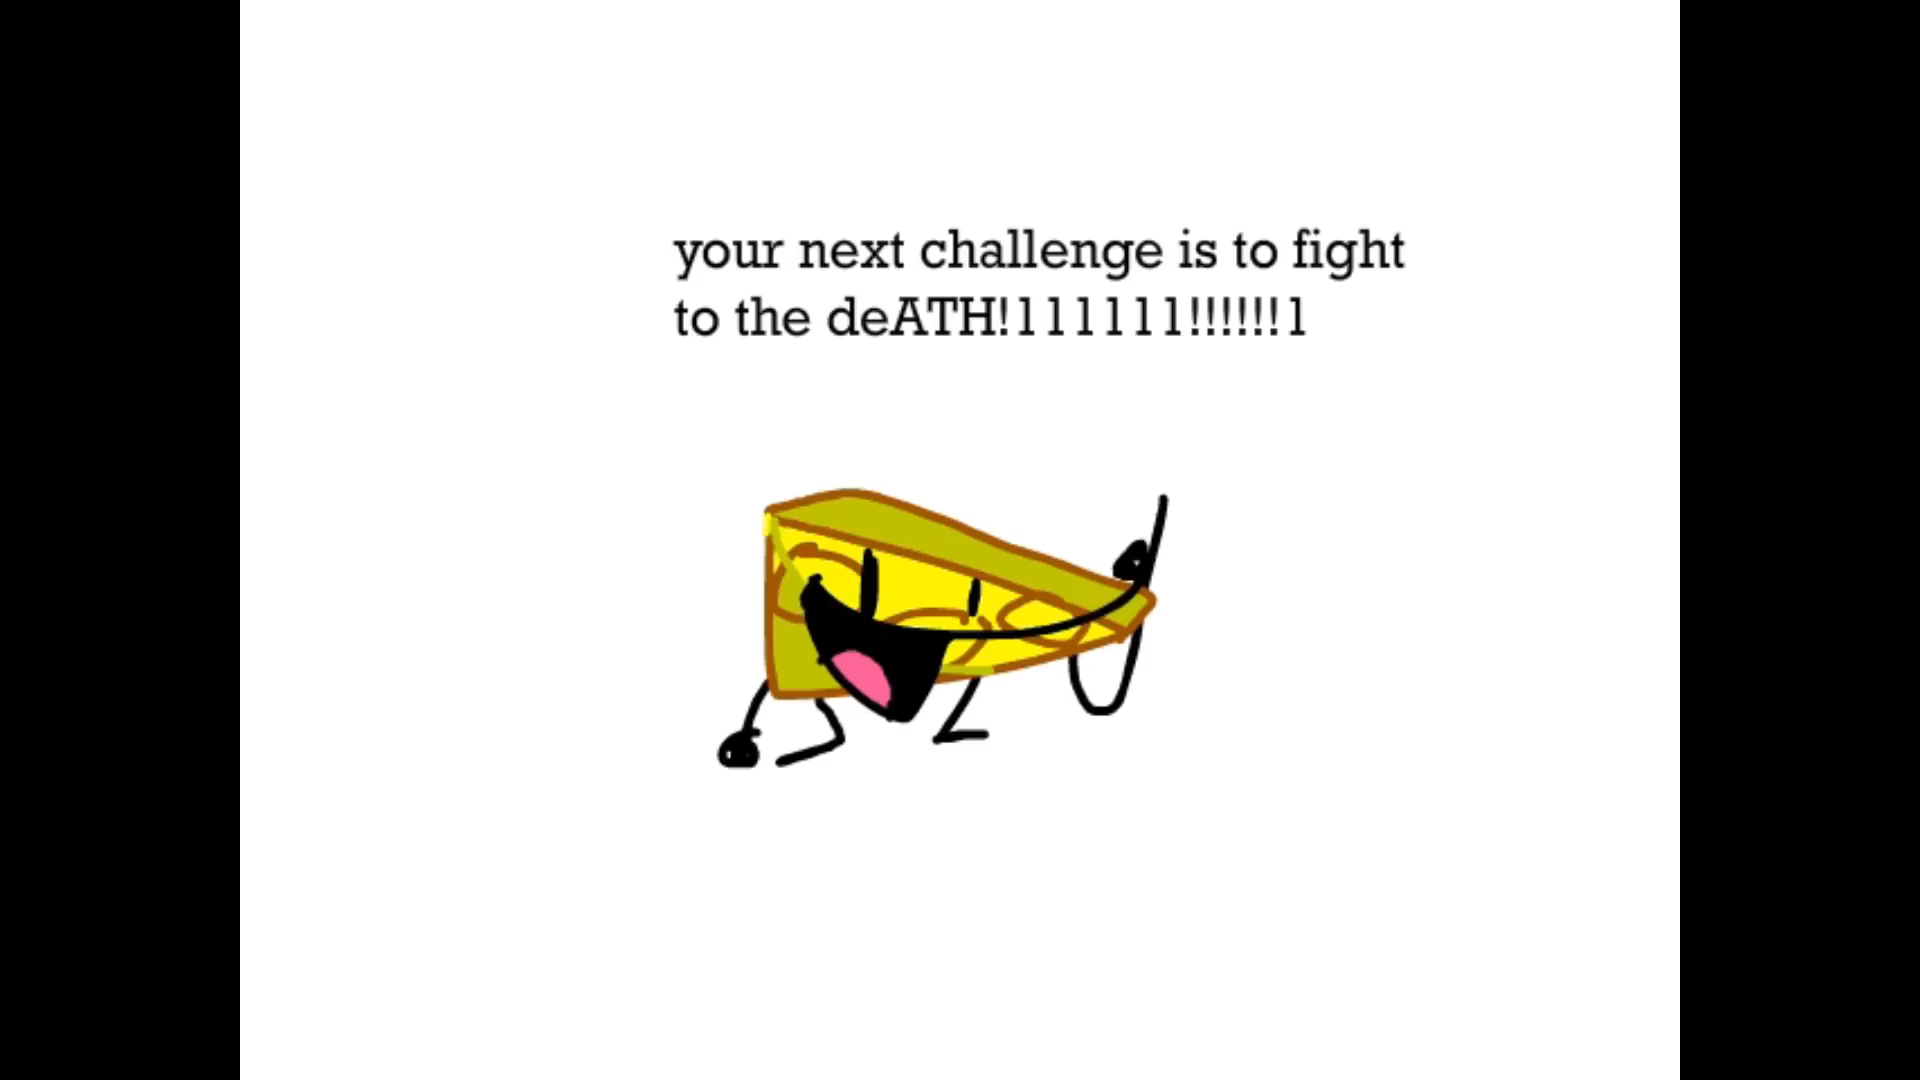 your next challenge is to fight
to the deATH!111111!!!!!!1